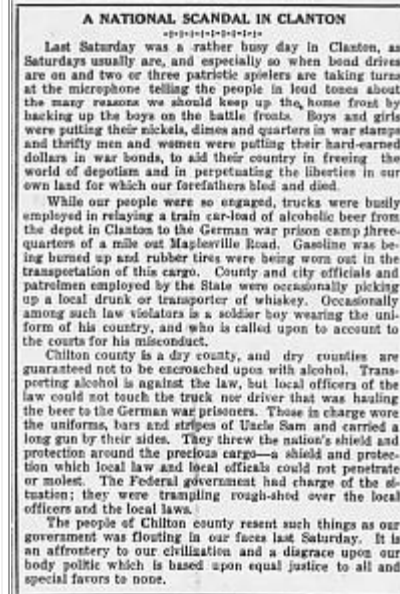 A NATIONAL SCANDAL IN CLANTON
Last Saturday was a rather busy day in Clanton, as
Saturdays usually are, and especially so when bond drives
are on and two or three patriotic spielers are taking turns
at the microphone telling the people in loud tones about
the many reasons we should keep up the home front by
backing up the boys on the battle fronts. Boys and girls
were putting their nickels, dimes and quarters in war stamps
and thrifty men and women were putting their hard-earned
dollars in war bonds, to aid their country in freeing the
world of depotism and in perpetuating the liberties in our
own land for which our forefathers bled and died.
While our people were so engaged, trucks were busily
employed in relaying a train car-load of alcoholic beer from
the depot in Clanton to the German war prison camp three-
quarters of a mile out Maplesville Road. Gasoline was be-
ing burned up and rubber tires were being worn out in the
transportation of this cargo. County and city officials and
patrolmen employed by the State were occasionally picking
up a local drunk or transporter of whiskey. Occasionally
among such law violators is a soldier boy wearing the uni-
form of his country, and who is called upon to account to
the courts for his misconduct.
Chilton county is a dry county, and dry counties are
guaranteed not to be encroached upon with alcohol. Trans-
porting alcohol is against the law, but local officers of the
law could not touch the truck nor driver that was hauling
the beer to the German war prisoners. Those in charge wore
the uniforms, bars and stripes of Uncle Sam and carried a
long gun by their sides. They threw the nation's shield and
protection around the precious cargo—a shield and protec-
tion which local law and local officals could not penetrate
or molest. The Federal government had charge of the si-
tuation; they were trampling rough-shod over the local
officers and the local laws.
The people of Chilton county resent such things as our
government was flouting in our faces last Saturday. It is
an affrontery to our civilization and a disgrace upon our
body politic which is based upon equal justice to all and
special favors to none.